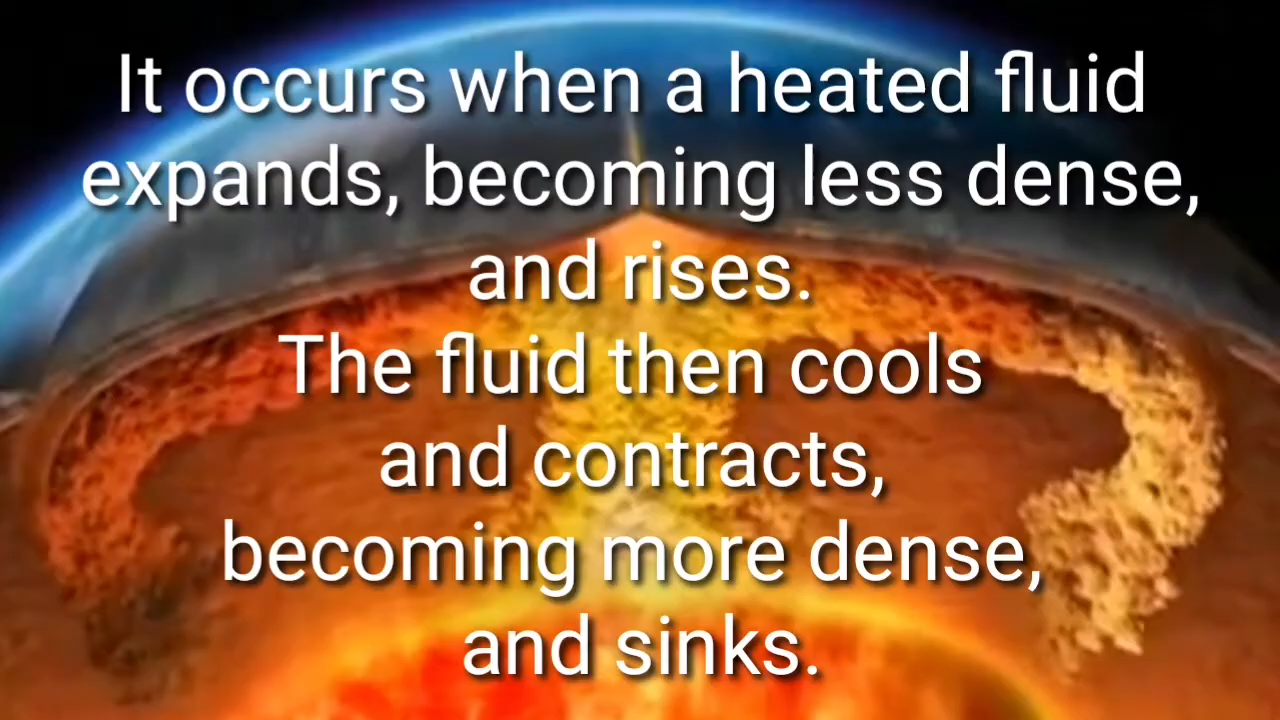 It occurs when a heated fluid
expands, becoming less dense,
and rises.
The fluid then cools
and contracts,
becoming more dense,
and sinks.